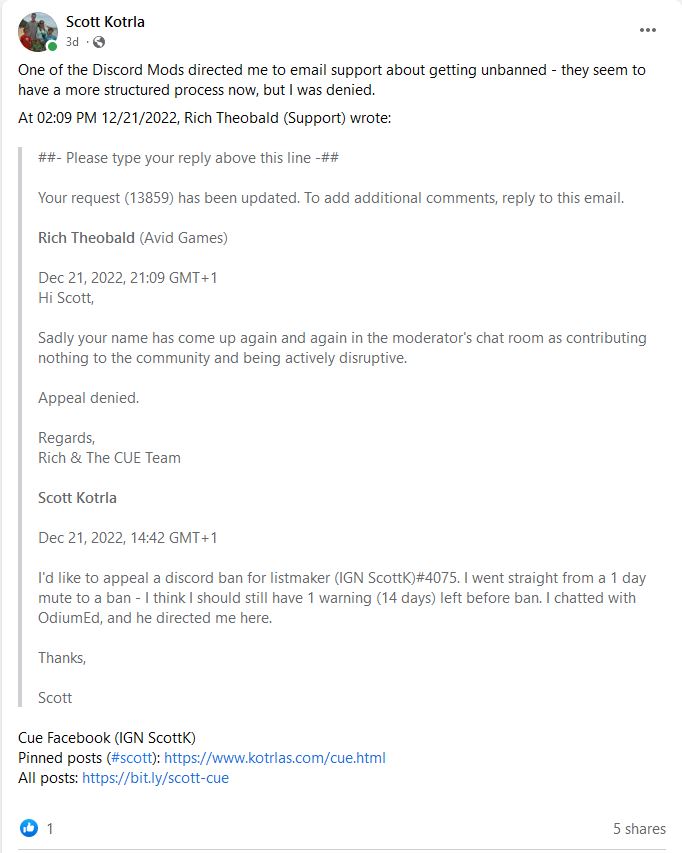 Scott Kotrla
3d ·
One of the Discord Mods directed me to email support about getting unbanned - they seem to
have a more structured process now, but I was denied.
At 02:09 PM 12/21/2022, Rich Theobald (Support) wrote:
##- Please type your reply above this line -##
Your request (13859) has been updated. To add additional comments, reply to this email.
Rich Theobald (Avid Games)
Dec 21, 2022, 21:09 GMT+1
Hi Scott,
Sadly your name has come up again and again in the moderator's chat room as contributing
nothing to the community and being actively disruptive.
Appeal denied.
Regards,
Rich & The CUE Team
Scott Kotrla
Dec 21, 2022, 14:42 GMT+1
I'd like to appeal a discord ban for listmaker (IGN ScottK)#4075. I went straight from a 1 day
mute to a ban - I think I should still have 1 warning (14 days) left before ban. I chatted with
OdiumEd, and he directed me here.
Thanks,
Scott
Cue Facebook (IGN ScottK)
Pinned posts (#scott): https://www.kotrlas.com/cue.html
All posts: https://bit.ly/scott-cue
1
5 shares